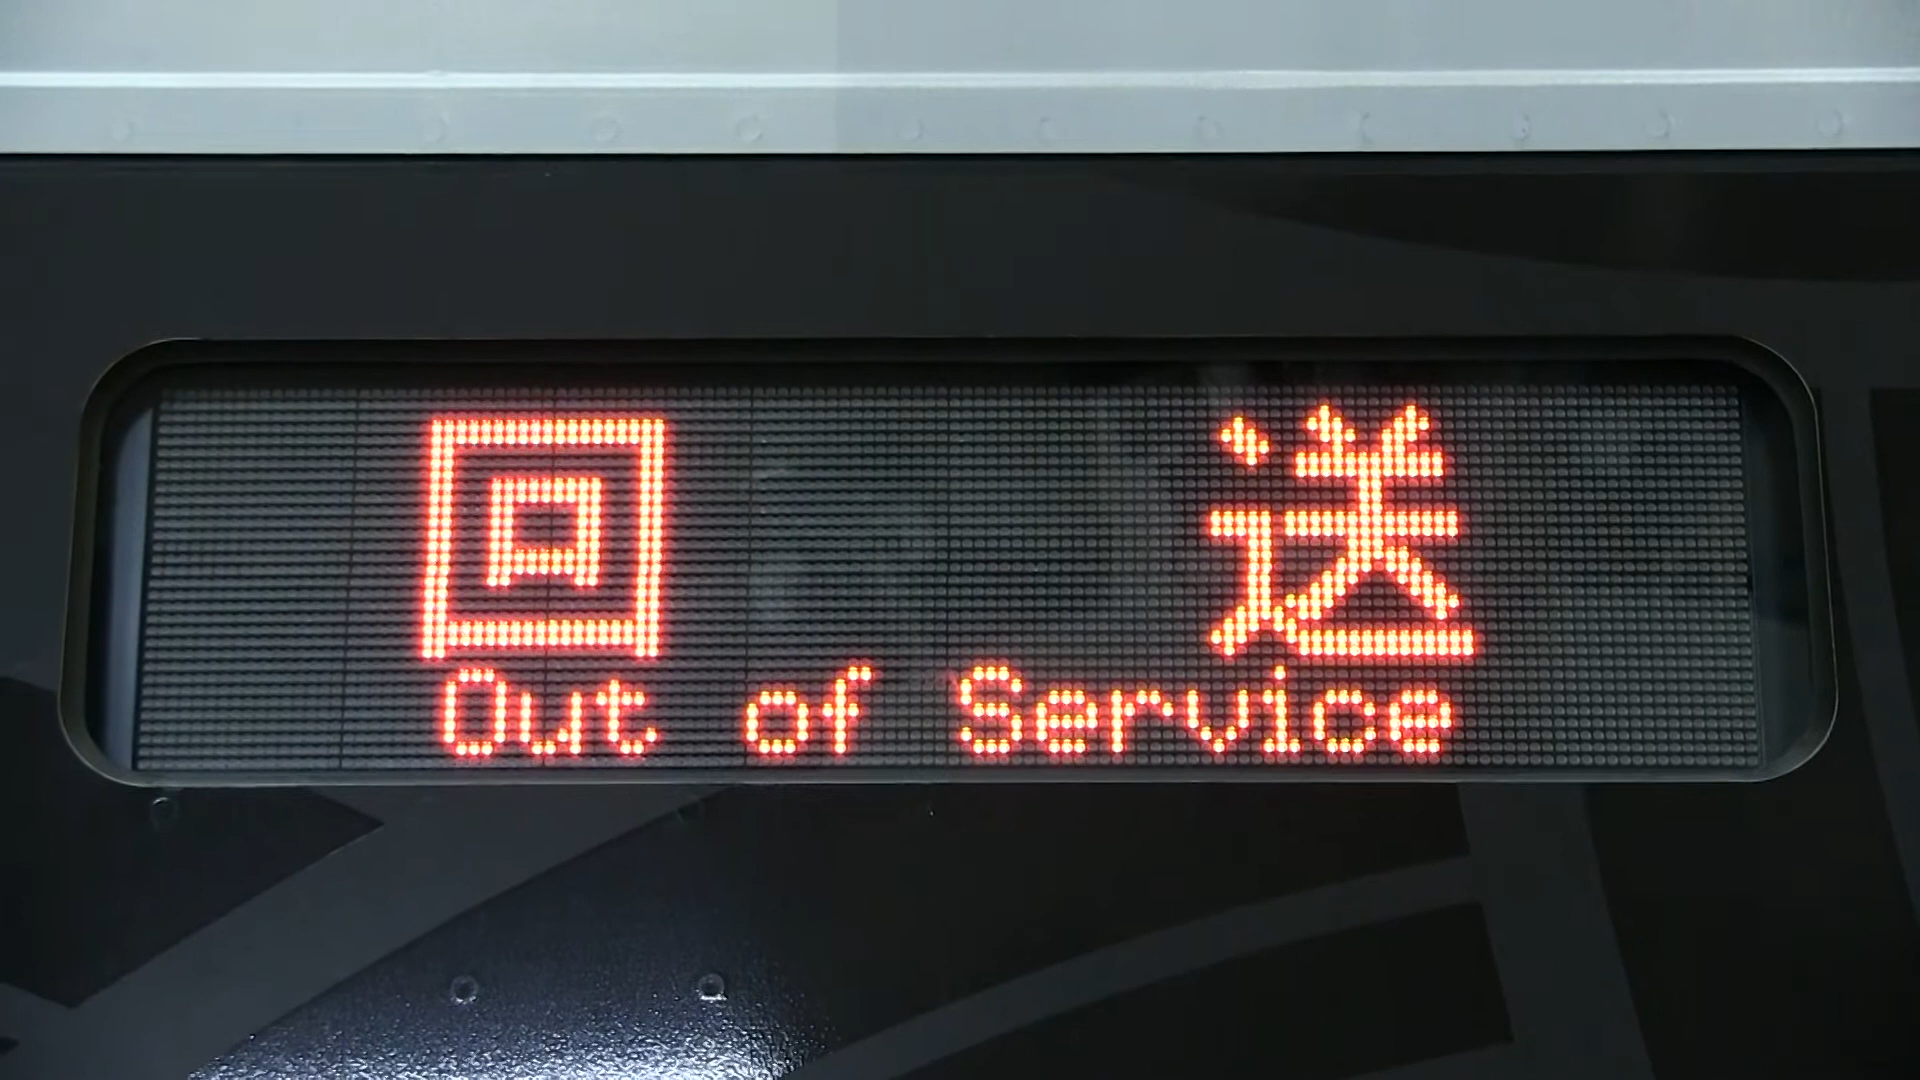 回送
Out of Service